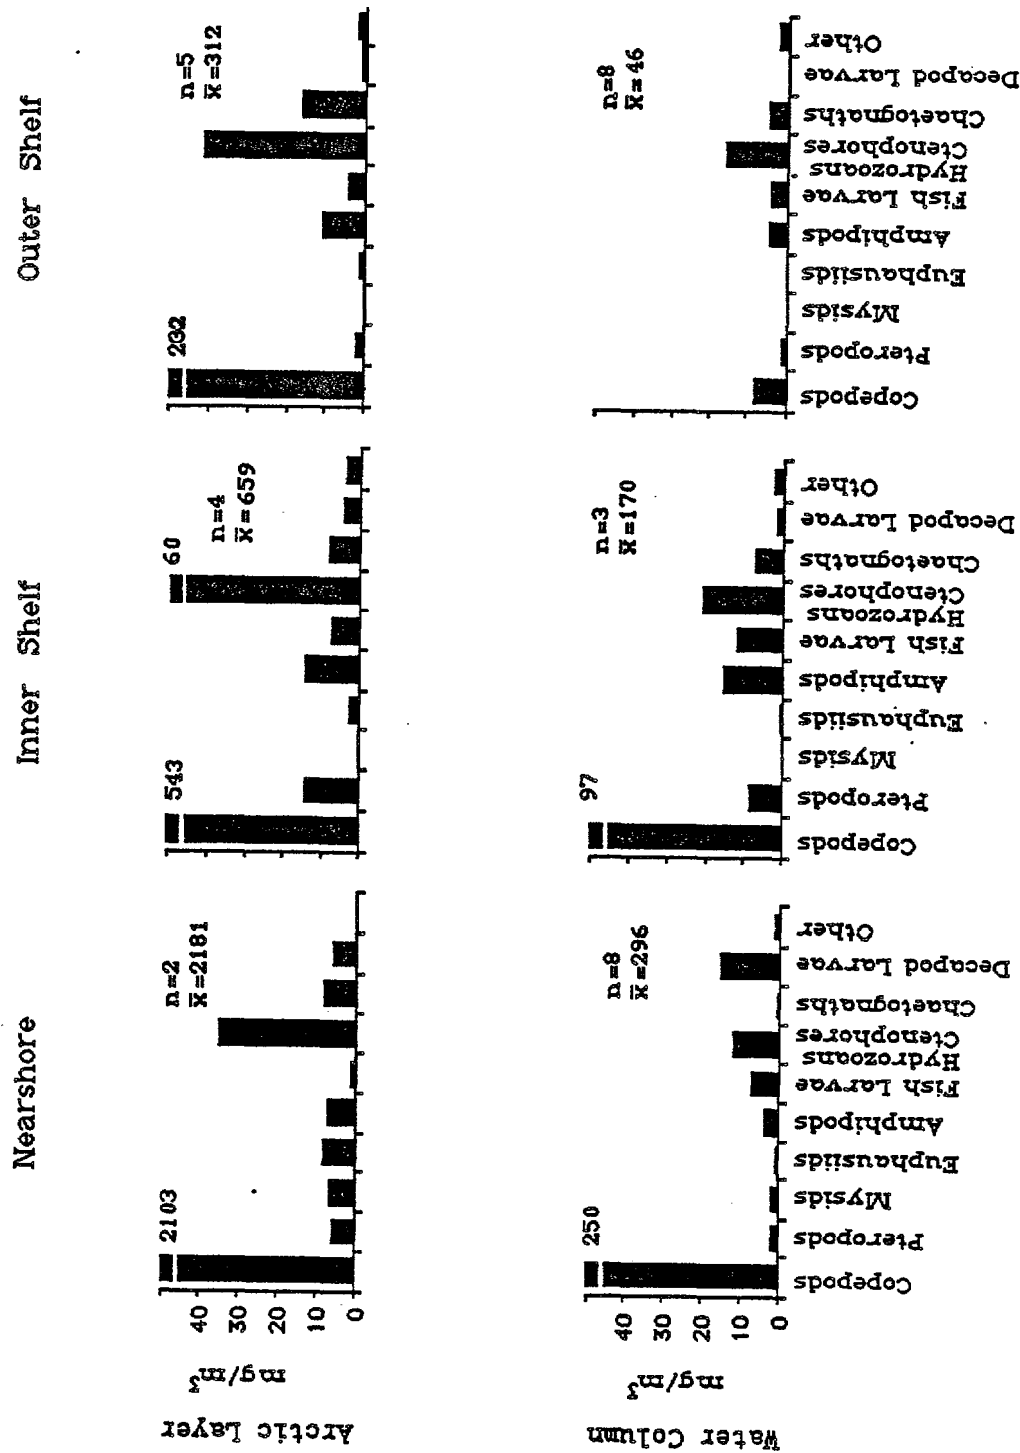 Nearshore
Inner Shelf
Outer Shelf
Arctic Layer
mg/m³
40
30
20
10
0
2103
n=2
x̄=2181
543
60
n=4
x̄=659
202
n=5
x̄=312
Water Column
mg/m³
40
30
20
10
0
250
n=8
x̄=296
97
n=3
x̄=170
n=8
x̄=46
Copepods
Pteropods
Mysids
Euphausiids
Amphipods
Fish Larvae
Hydrozoans
Ctenophores
Chaetognaths
Decapod Larvae
Other
Copepods
Pteropods
Mysids
Euphausiids
Amphipods
Fish Larvae
Hydrozoans
Ctenophores
Chaetognaths
Decapod Larvae
Other
Copepods
Pteropods
Mysids
Euphausiids
Amphipods
Fish Larvae
Hydrozoans
Ctenophores
Chaetognaths
Decapod Larvae
Other